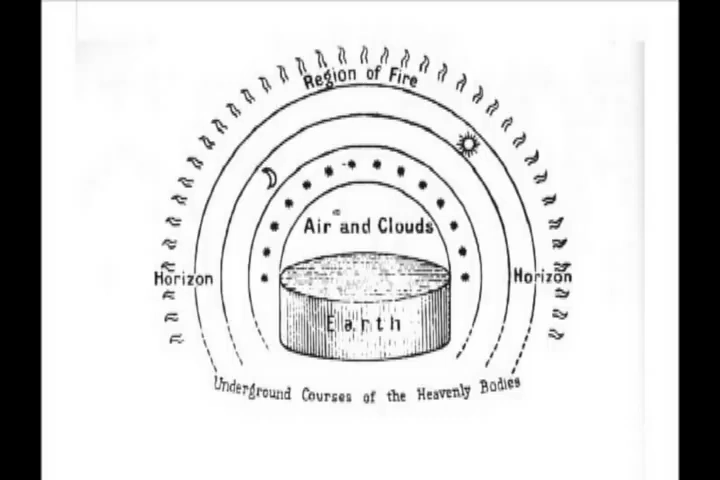 Region of Fire
Air and Clouds
Horizon
Horizon
Earth
Underground Courses of the Heavenly Bodies